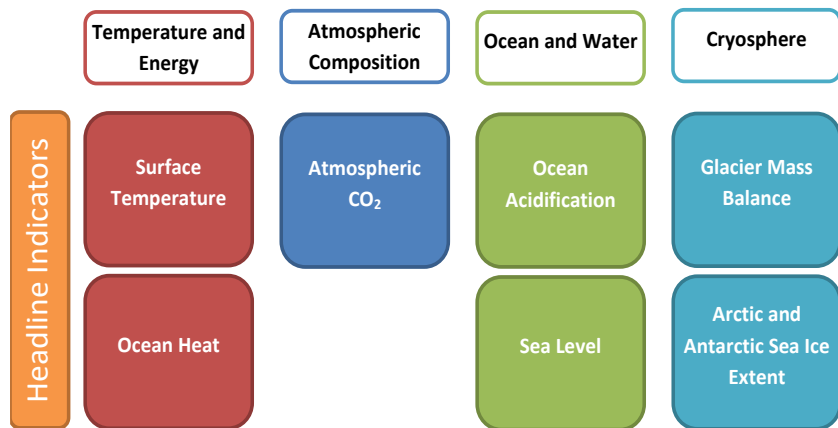 Temperature and
Energy
Atmospheric
Composition
Ocean and Water
Cryosphere
Headline Indicators
Surface
Temperature
Atmospheric
CO₂
Ocean
Acidification
Glacier Mass
Balance
Ocean Heat
Sea Level
Arctic and
Antarctic Sea Ice
Extent